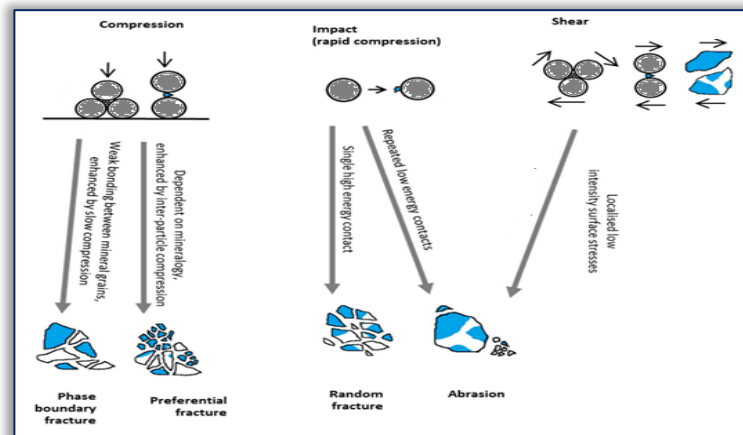 Compression
Impact
(rapid compression)
Shear
Weak bonding between mineral grains,
enhanced by slow compression
Dependent on mineralogy,
enhanced by inter-particle compression
Single high energy contact
Repeated low energy contacts
Localised low
intensity surface stresses
Phase
boundary
fracture
Preferential
fracture
Random
fracture
Abrasion